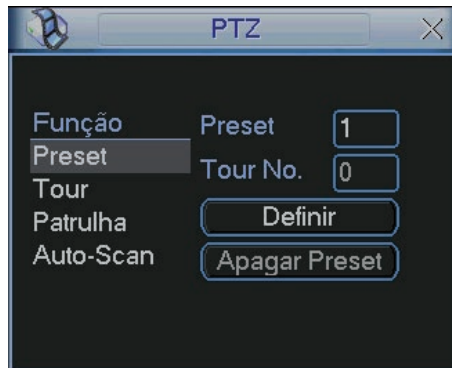 PTZ
Função
Preset
Tour
Patrulha
Auto-Scan
Preset 1
Tour No. 0
Definir
Apagar Preset